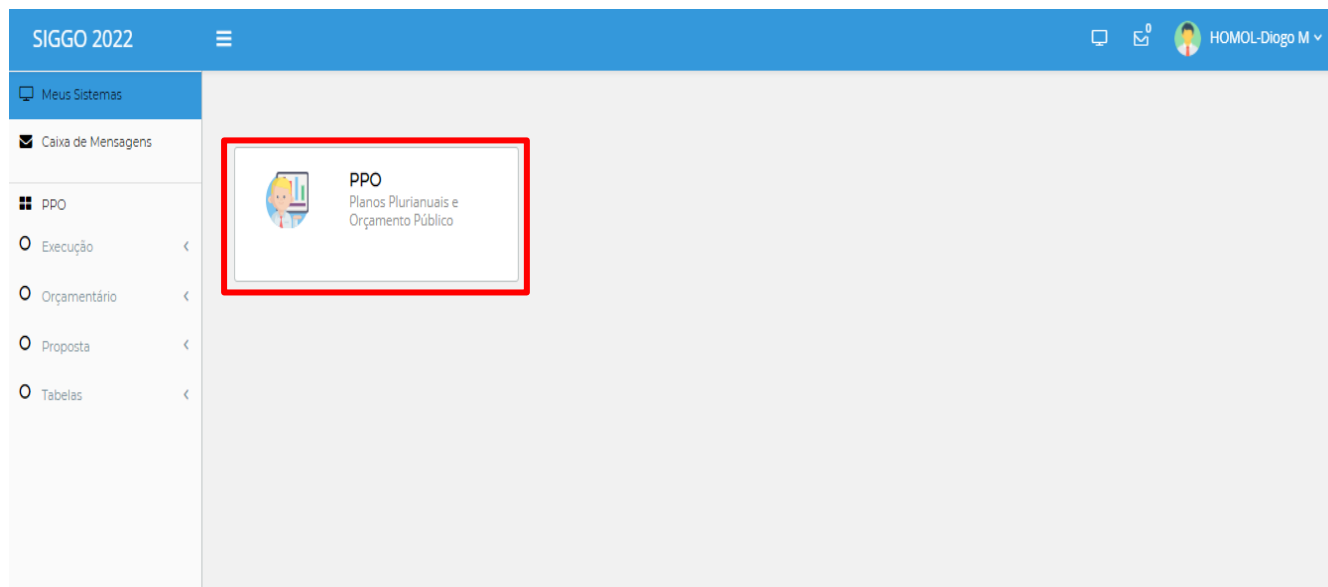 SIGGO 2022
0
HOMOL-Diogo M
Meus Sistemas
Caixa de Mensagens
PPO
Execução
Orçamentário
Proposta
Tabelas
PPO
Planos Plurianuais e
Orçamento Público